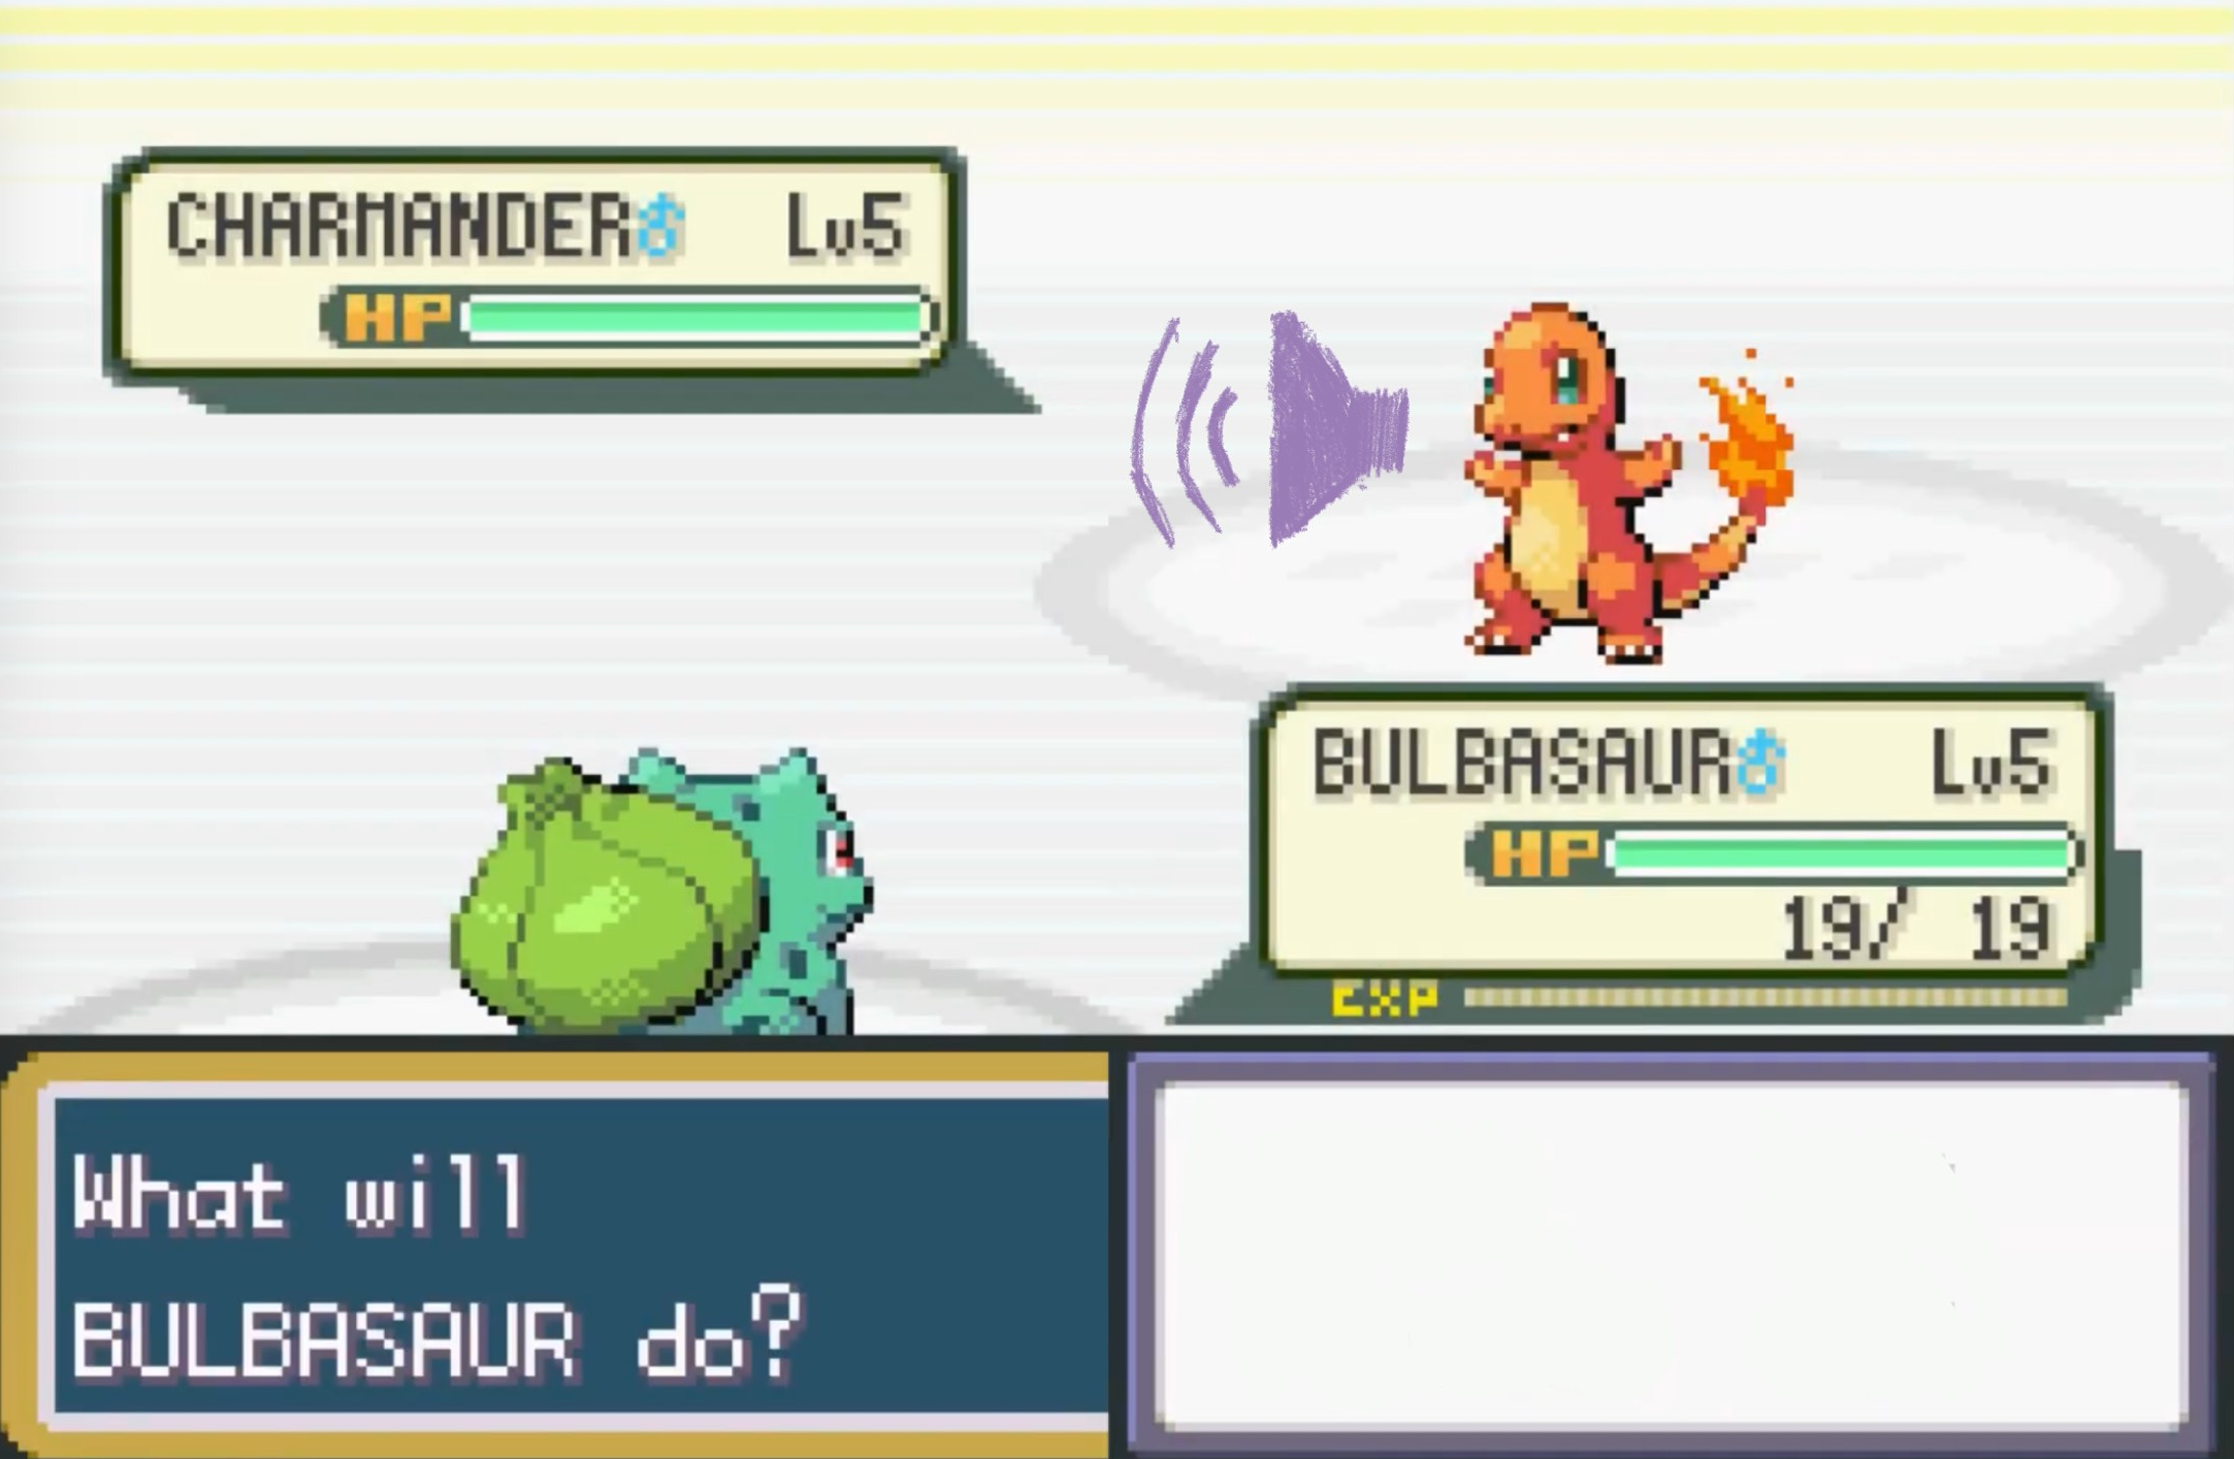 CHARMANDER♂ Lv5
HP
BULBASAUR♂ Lv5
HP
19/ 19
EXP
What will
BULBASAUR do?